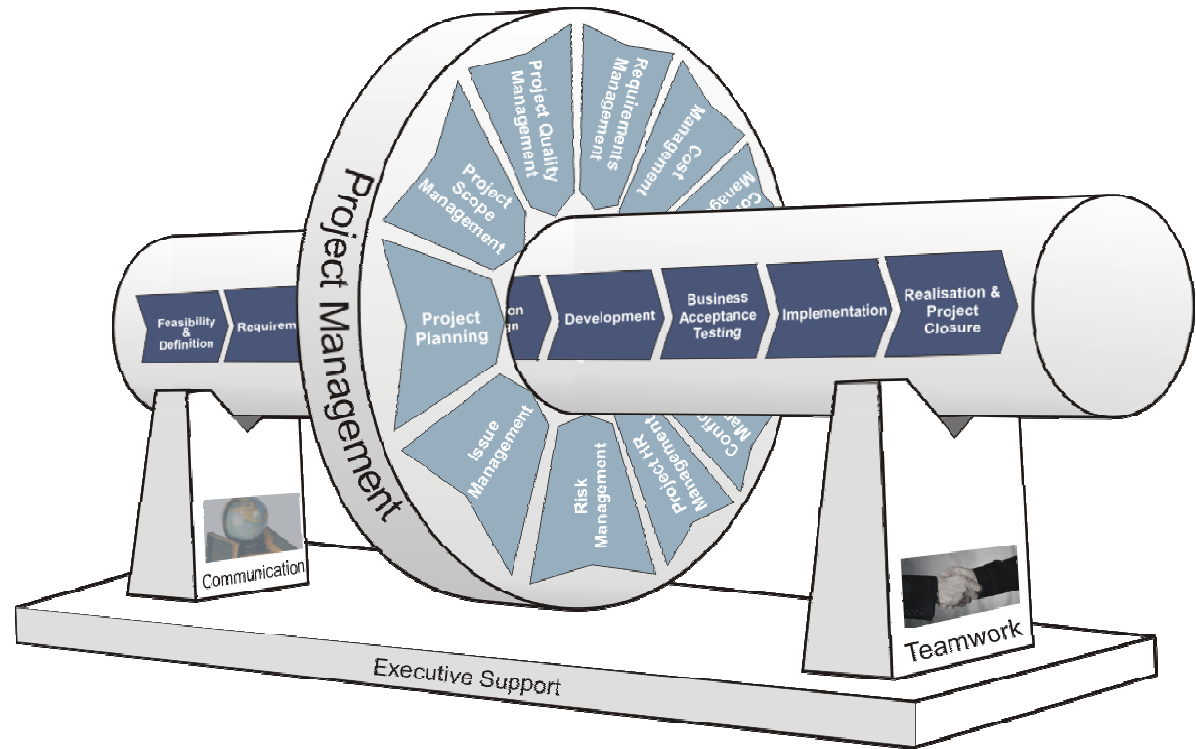 Project Management
Project Quality
Management
Requirements
Management
Cost
Management
Project
Scope
Management
Project
Planning
Issue
Management
Risk
Management
Project HR
Management
Feasibility
&
Definition
Development
Business
Acceptance
Testing
Implementation
Realisation &
Project
Closure
Communication
Teamwork
Executive Support